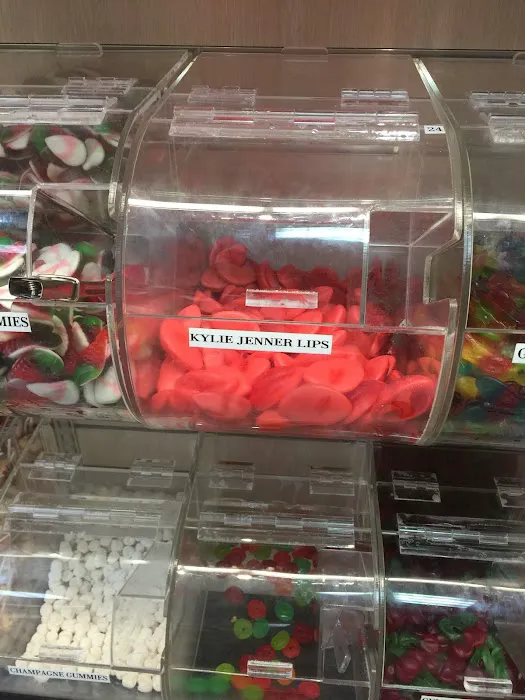 24
MIES
KYLIE JENNER LIPS
CHAMPAGNE GUMMIES